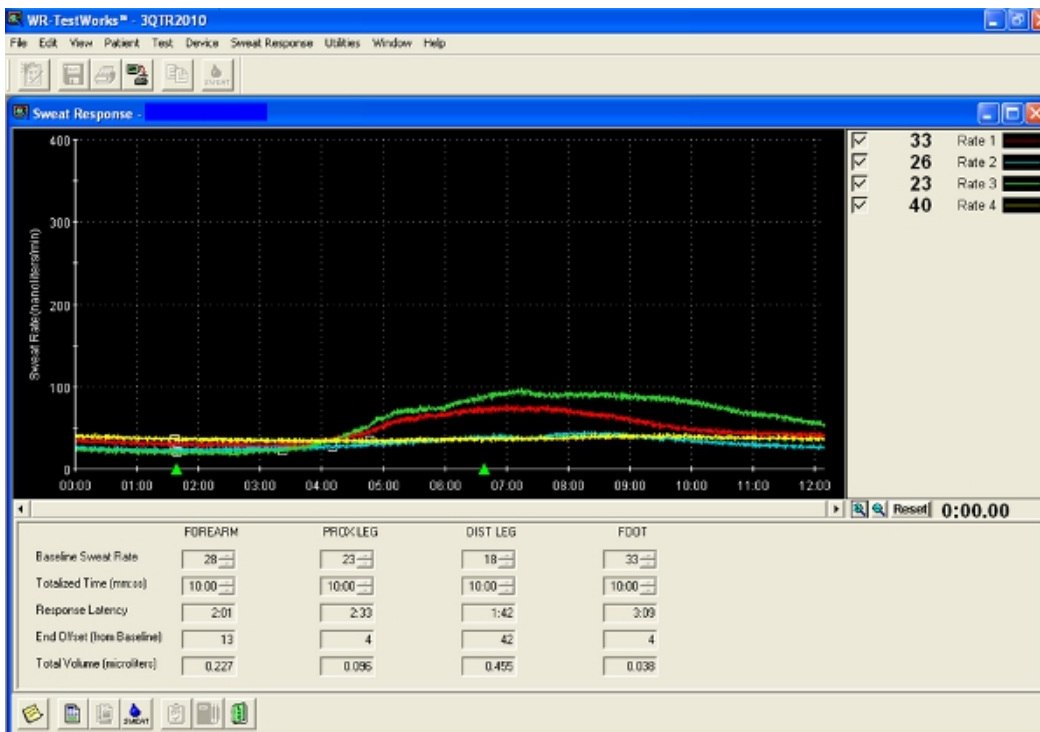 WR-TestWorks™ - 3QTR2010
File Edit View Patient Test Device Sweat Response Utilities Window Help
SWEAT
Sweat Response -
400
300
200
100
0
Sweat Rate(nanoliters/min)
00:00 01:00 02:00 03:00 04:00 05:00 06:00 07:00 08:00 09:00 10:00 11:00 12:00
33 Rate 1
26 Rate 2
23 Rate 3
40 Rate 4
Reset 0:00.00
FOREARM PROX LEG DIST LEG FOOT
Baseline Sweat Rate 28 23 18 33
Totalized Time (mm:ss) 10:00 10:00 10:00 10:00
Response Latency 2:01 2:33 1:42 3:09
End Offset (from Baseline) 13 4 42 4
Total Volume (microliters) 0.227 0.096 0.455 0.038
SWEAT